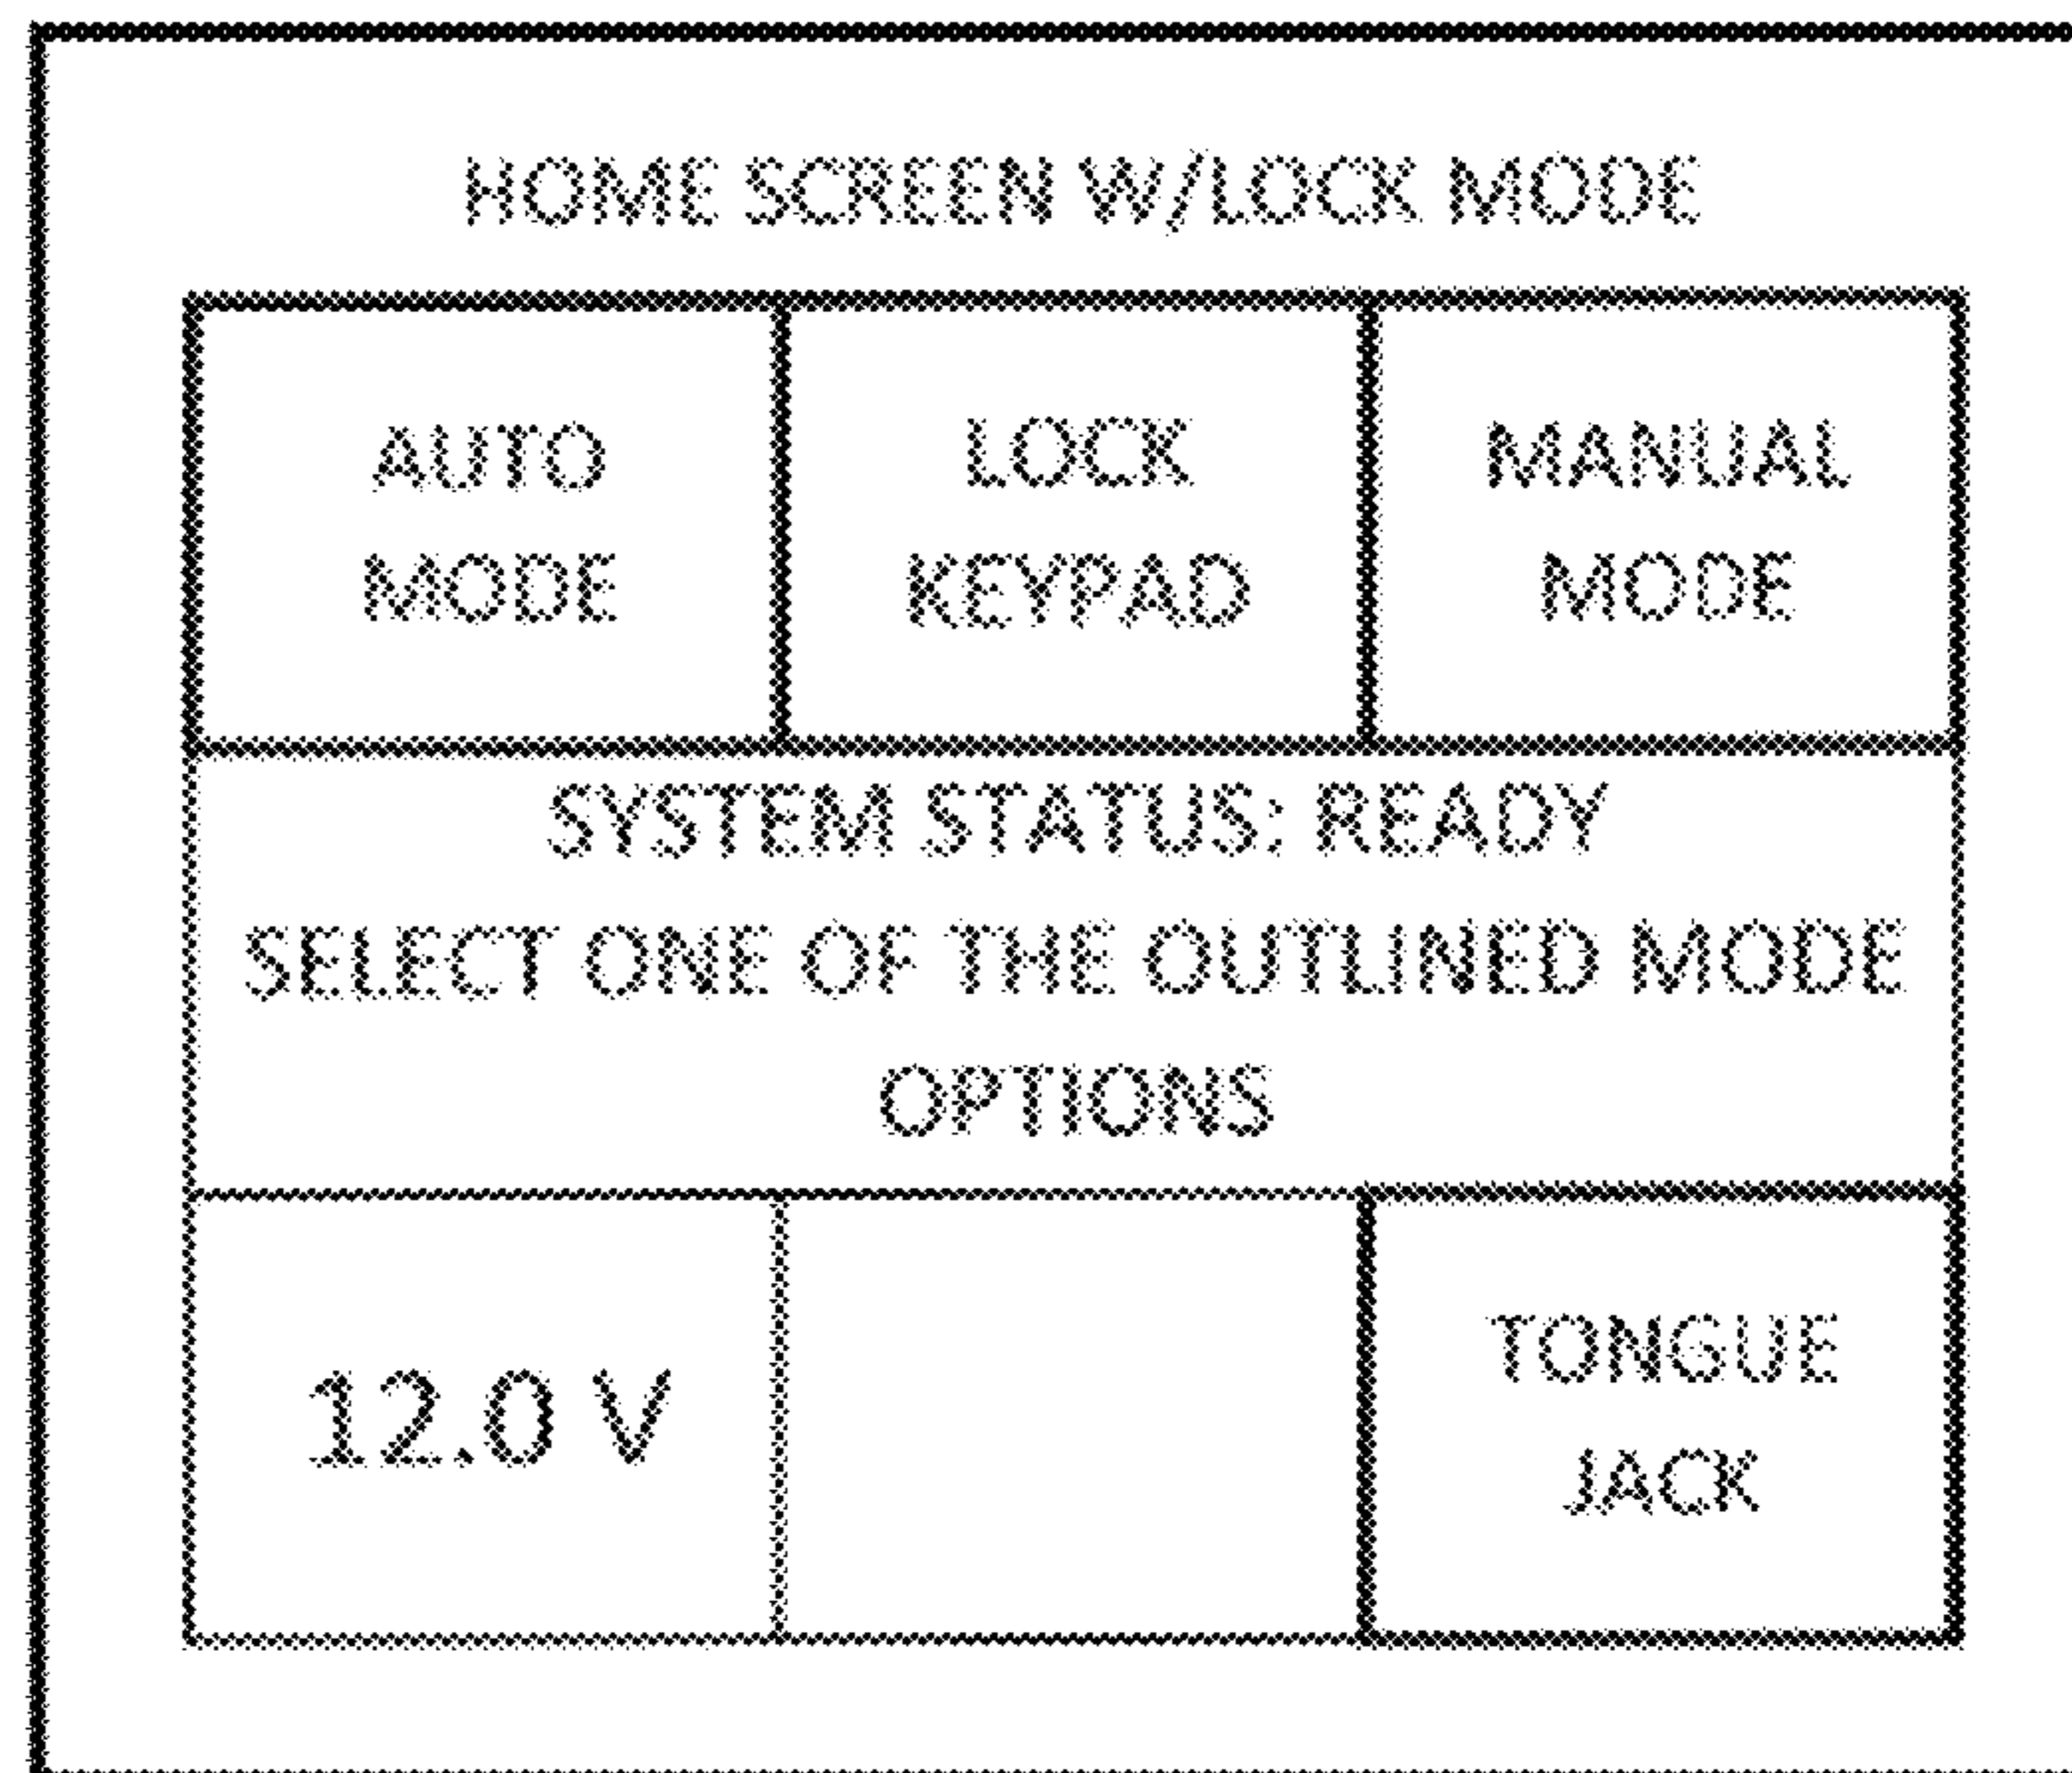 HOME SCREEN W/LOCK MODE
AUTO
MODE
LOCK
KEYPAD
MANUAL
MODE
SYSTEM STATUS: READY
SELECT ONE OF THE OUTLINED MODE
OPTIONS
12.0 V
TONGUE
JACK